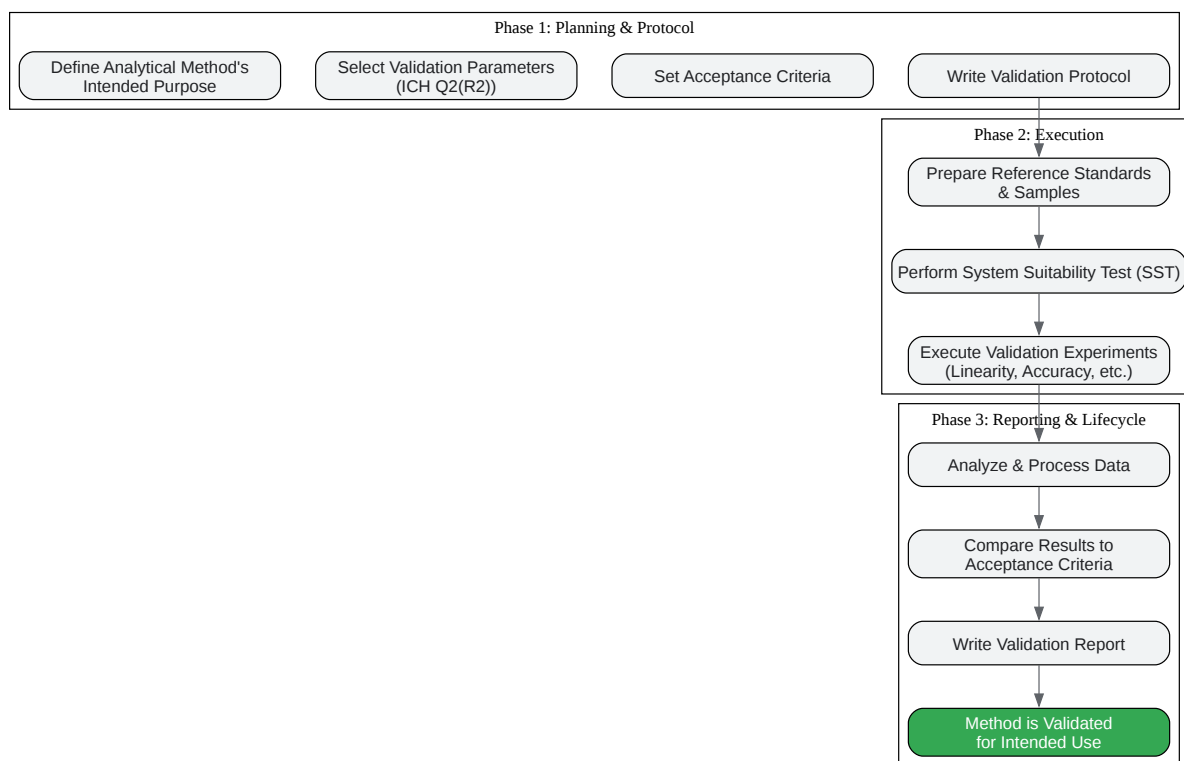 Phase 1: Planning & Protocol
Define Analytical Method's
Intended Purpose
Select Validation Parameters
(ICH Q2(R2))
Set Acceptance Criteria
Write Validation Protocol
Phase 2: Execution
Prepare Reference Standards
& Samples
Perform System Suitability Test (SST)
Execute Validation Experiments
(Linearity, Accuracy, etc.)
Phase 3: Reporting & Lifecycle
Analyze & Process Data
Compare Results to
Acceptance Criteria
Write Validation Report
Method is Validated
for Intended Use